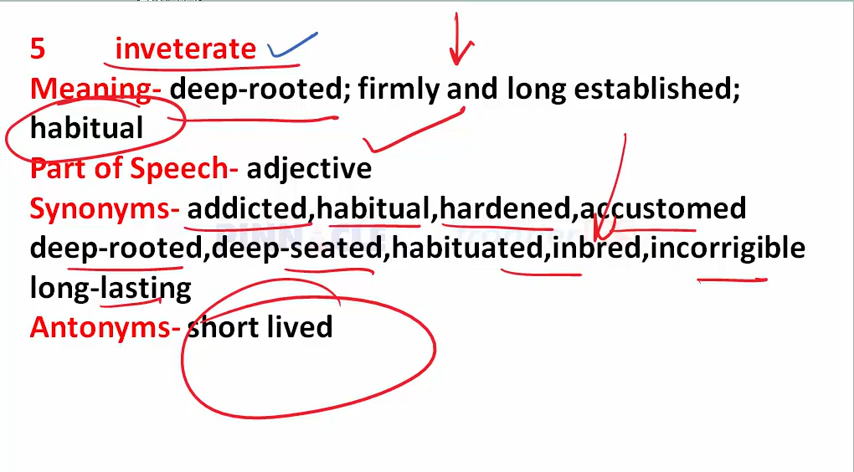 5 inveterate
Meaning- deep-rooted; firmly and long established;
habitual
Part of Speech- adjective
Synonyms- addicted,habitual,hardened,accustomed
deep-rooted,deep-seated,habituated,inbred,incorrigible
long-lasting
Antonyms- short lived